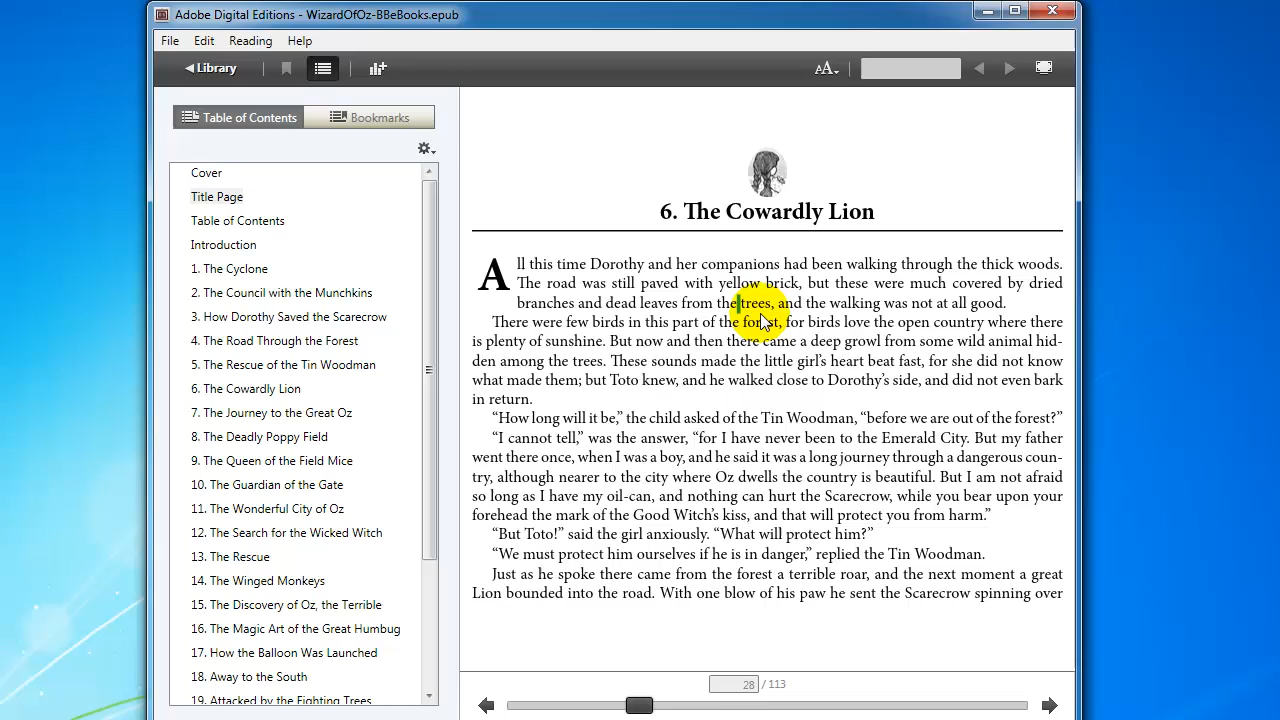 Adobe Digital Editions - WizardOfOz-BBeBooks.epub
File Edit Reading Help
Library
AA
Table of Contents Bookmarks
Cover
Title Page
Table of Contents
Introduction
1. The Cyclone
2. The Council with the Munchkins
3. How Dorothy Saved the Scarecrow
4. The Road Through the Forest
5. The Rescue of the Tin Woodman
6. The Cowardly Lion
7. The Journey to the Great Oz
8. The Deadly Poppy Field
9. The Queen of the Field Mice
10. The Guardian of the Gate
11. The Wonderful City of Oz
12. The Search for the Wicked Witch
13. The Rescue
14. The Winged Monkeys
15. The Discovery of Oz, the Terrible
16. The Magic Art of the Great Humbug
17. How the Balloon Was Launched
18. Away to the South
19. Attacked by the Fighting Trees
6. The Cowardly Lion
All this time Dorothy and her companions had been walking through the thick woods.
The road was still paved with yellow brick, but these were much covered by dried
branches and dead leaves from the trees, and the walking was not at all good.
There were few birds in this part of the forest, for birds love the open country where there
is plenty of sunshine. But now and then there came a deep growl from some wild animal hid-
den among the trees. These sounds made the little girl’s heart beat fast, for she did not know
what made them; but Toto knew, and he walked close to Dorothy’s side, and did not even bark
in return.
“How long will it be,” the child asked of the Tin Woodman, “before we are out of the forest?”
“I cannot tell,” was the answer, “for I have never been to the Emerald City. But my father
went there once, when I was a boy, and he said it was a long journey through a dangerous coun-
try, although nearer to the city where Oz dwells the country is beautiful. But I am not afraid
so long as I have my oil-can, and nothing can hurt the Scarecrow, while you bear upon your
forehead the mark of the Good Witch’s kiss, and that will protect you from harm.”
“But Toto!” said the girl anxiously. “What will protect him?”
“We must protect him ourselves if he is in danger,” replied the Tin Woodman.
Just as he spoke there came from the forest a terrible roar, and the next moment a great
Lion bounded into the road. With one blow of his paw he sent the Scarecrow spinning over
28 / 113